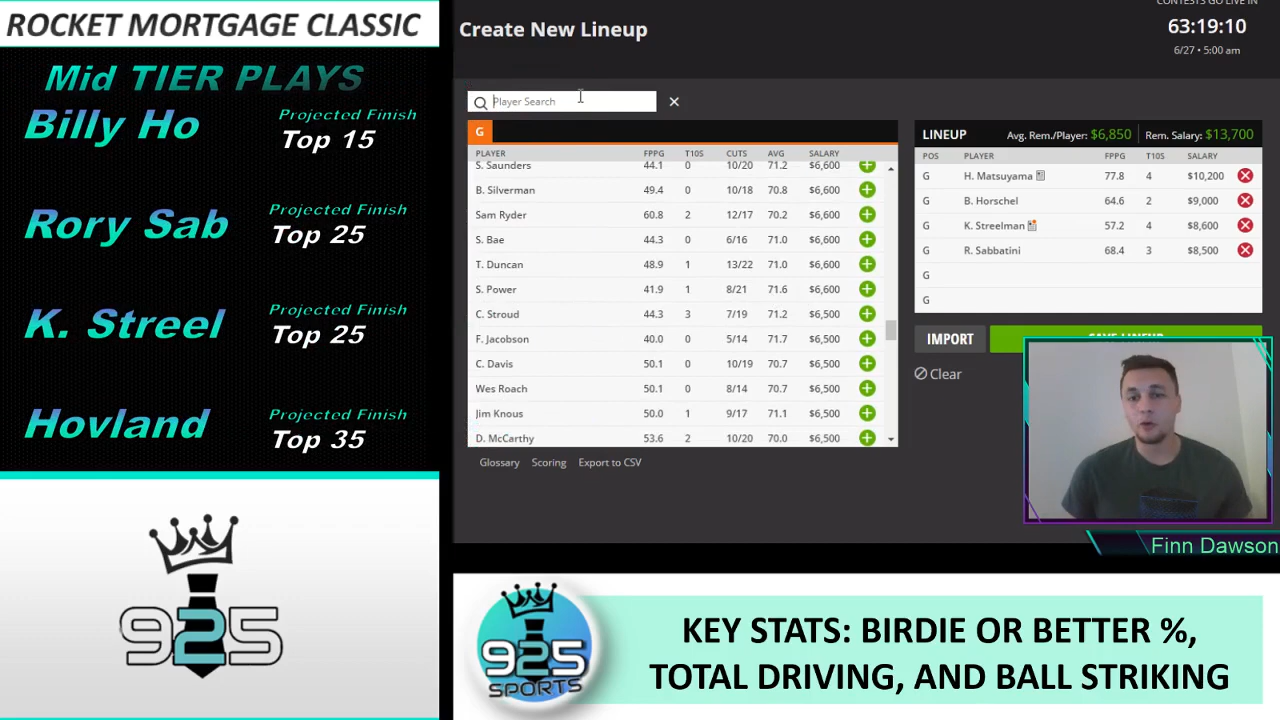 ROCKET MORTGAGE CLASSIC
Mid TIER PLAYS
Billy Ho
Projected Finish
Top 15
Rory Sab
Projected Finish
Top 25
K. Streel
Projected Finish
Top 25
Hovland
Projected Finish
Top 35
925
Create New Lineup
CONTESTS GO LIVE IN
63:19:10
6/27 • 5:00 am
Player Search
G
PLAYER FPPG T10S CUTS AVG SALARY
S. Saunders 44.1 0 10/20 71.2 $6,600
B. Silverman 49.4 0 10/18 70.8 $6,600
Sam Ryder 60.8 2 12/17 70.2 $6,600
S. Bae 44.3 0 6/16 71.0 $6,600
T. Duncan 48.9 1 13/22 71.0 $6,600
S. Power 41.9 1 8/21 71.6 $6,600
C. Stroud 44.3 3 7/19 71.2 $6,500
F. Jacobson 40.0 0 5/14 71.7 $6,500
C. Davis 50.1 0 10/19 70.7 $6,500
Wes Roach 50.1 0 8/14 70.7 $6,500
Jim Knous 50.0 1 9/17 71.1 $6,500
D. McCarthy 53.6 2 10/20 70.0 $6,500
Glossary Scoring Export to CSV
LINEUP Avg. Rem./Player: $6,850 Rem. Salary: $13,700
POS PLAYER FPPG T10S SALARY
G H. Matsuyama 77.8 4 $10,200
G B. Horschel 64.6 2 $9,000
G K. Streelman 57.2 4 $8,600
G R. Sabbatini 68.4 3 $8,500
G
G
IMPORT SAVE LINEUP
Clear
Finn Dawson
925
SPORTS
KEY STATS: BIRDIE OR BETTER %,
TOTAL DRIVING, AND BALL STRIKING